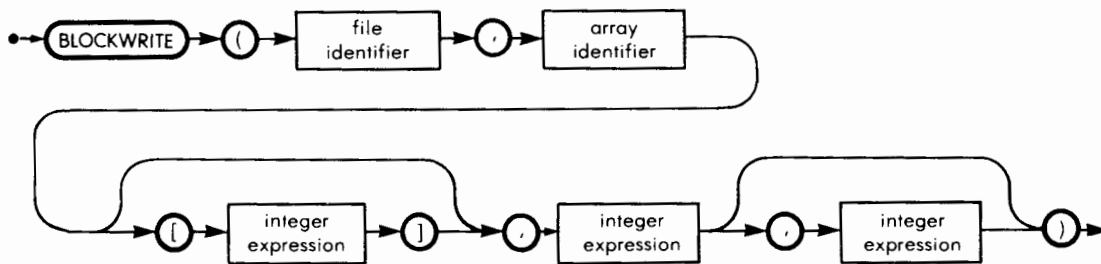 BLOCKWRITE ( file identifier , array identifier
[ integer expression ] , integer expression , integer expression )